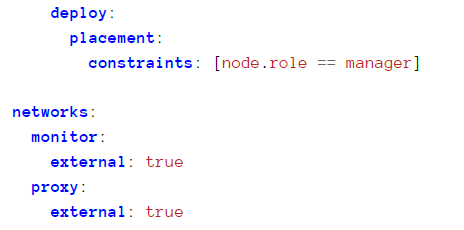 deploy:
placement:
constraints: [node.role == manager]
networks:
monitor:
external: true
proxy:
external: true